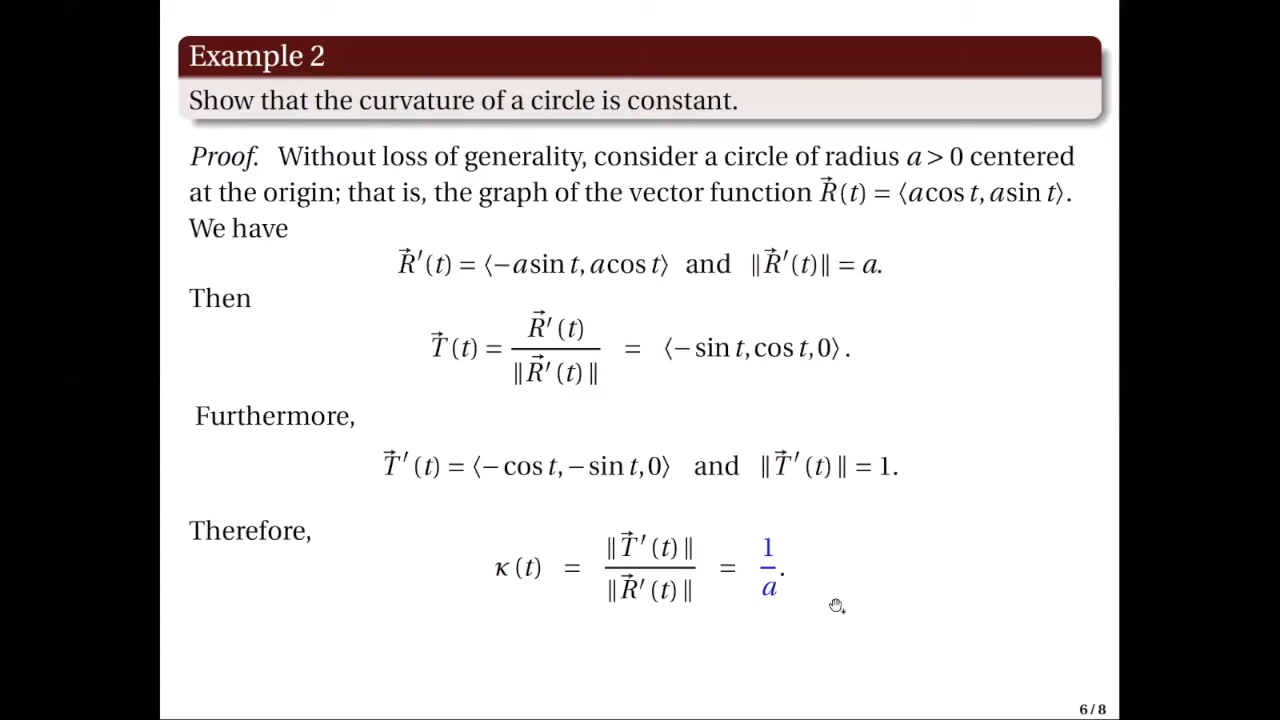 Example 2
Show that the curvature of a circle is constant.
Proof. Without loss of generality, consider a circle of radius a > 0 centered
at the origin; that is, the graph of the vector function R⃗(t) = ⟨a cos t, a sin t⟩.
We have
R⃗′(t) = ⟨−a sin t, a cos t⟩ and ‖R⃗′(t)‖ = a.
Then
T⃗(t) = R⃗′(t) / ‖R⃗′(t)‖ = ⟨− sin t, cos t, 0⟩.
Furthermore,
T⃗′(t) = ⟨− cos t, − sin t, 0⟩ and ‖T⃗′(t)‖ = 1.
Therefore,
κ(t) = ‖T⃗′(t)‖ / ‖R⃗′(t)‖ = 1/a.
6 / 8